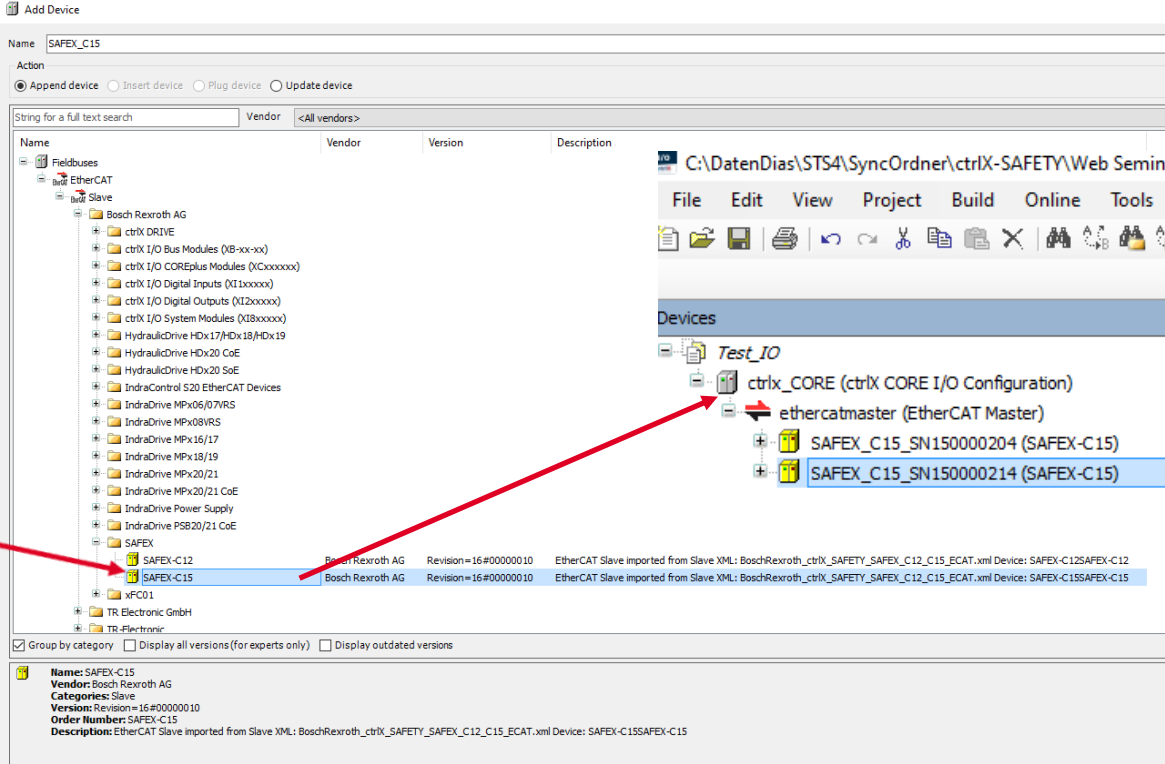 Add Device
Name SAFEX_C15
Action
Append device Insert device Plug device Update device
String for a full text search Vendor <All vendors>
Name Vendor Version Description
Fieldbuses
EtherCAT EtherCAT
EtherCAT Slave
Bosch Rexroth AG
ctrlX DRIVE
ctrlX I/O Bus Modules (XB-xx-xx)
ctrlX I/O COREplus Modules (XCxxxxxx)
ctrlX I/O Digital Inputs (XI1xxxxx)
ctrlX I/O Digital Outputs (XI2xxxxx)
ctrlX I/O System Modules (XI8xxxxx)
HydraulicDrive HDx17/HDx18/HDx19
HydraulicDrive HDx20 CoE
HydraulicDrive HDx20 SoE
IndraControl S20 EtherCAT Devices
IndraDrive MPx06/07VRS
IndraDrive MPx08VRS
IndraDrive MPx16/17
IndraDrive MPx18/19
IndraDrive MPx20/21
IndraDrive MPx20/21 CoE
IndraDrive Power Supply
IndraDrive PSB20/21 CoE
SAFEX
SAFEX-C12 Bosch Rexroth AG Revision=16#00000010 EtherCAT Slave imported from Slave XML: BoschRexroth_ctrlX_SAFETY_SAFEX_C12_C15_ECAT.xml Device: SAFEX-C12SAFEX-C12
SAFEX-C15 Bosch Rexroth AG Revision=16#00000010 EtherCAT Slave imported from Slave XML: BoschRexroth_ctrlX_SAFETY_SAFEX_C12_C15_ECAT.xml Device: SAFEX-C15SAFEX-C15
xFC01
TR Electronic GmbH
TR-Electronic
Group by category Display all versions (for experts only) Display outdated versions
Name: SAFEX-C15
Vendor: Bosch Rexroth AG
Categories: Slave
Version: Revision=16#00000010
Order Number: SAFEX-C15
Description: EtherCAT Slave imported from Slave XML: BoschRexroth_ctrlX_SAFETY_SAFEX_C12_C15_ECAT.xml Device: SAFEX-C15SAFEX-C15
C:\DatenDias\STS4\SyncOrdner\ctrlX-SAFETY\Web Semin
File Edit View Project Build Online Tools
Devices
Test_IO
ctrlx_CORE (ctrlX CORE I/O Configuration)
ethercatmaster (EtherCAT Master)
SAFEX_C15_SN150000204 (SAFEX-C15)
SAFEX_C15_SN150000214 (SAFEX-C15)